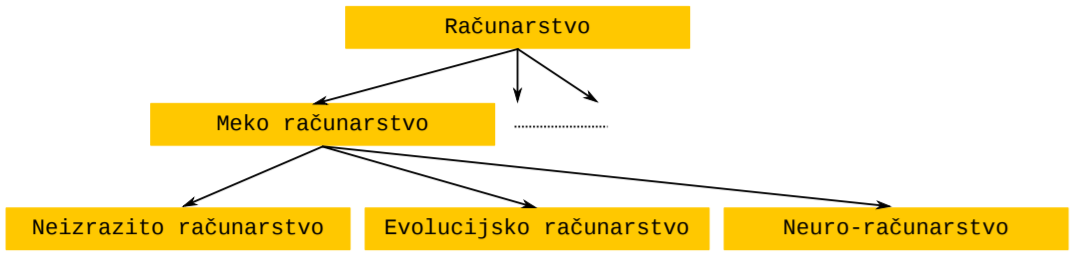 Računarstvo
Meko računarstvo
Neizrazito računarstvo
Evolucijsko računarstvo
Neuro-računarstvo